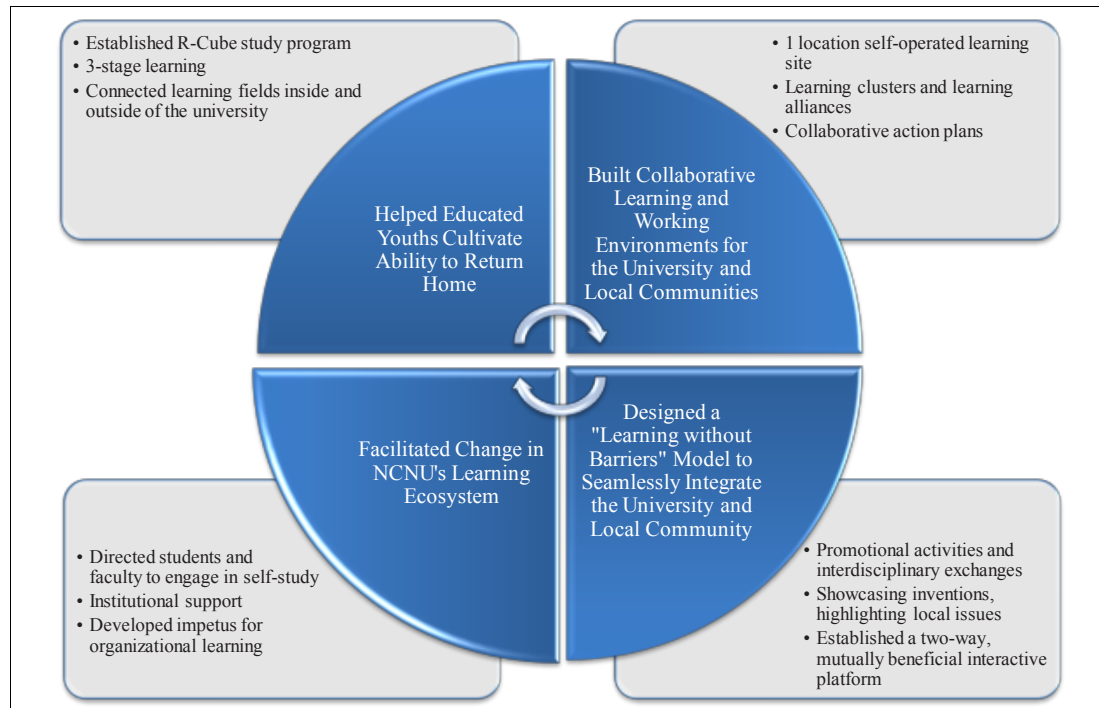 • Established R-Cube study program
• 3-stage learning
• Connected learning fields inside and
outside of the university
• 1 location self-operated learning
site
• Learning clusters and learning
alliances
• Collaborative action plans
Helped Educated
Youths Cultivate
Ability to Return
Home
Built Collaborative
Learning and
Working
Environments for
the University and
Local Communities
Facilitated Change in
NCNU's Learning
Ecosystem
Designed a
"Learning without
Barriers" Model to
Seamlessly Integrate
the University and
Local Community
• Directed students and
faculty to engage in self-study
• Institutional support
• Developed impetus for
organizational learning
• Promotional activities and
interdisciplinary exchanges
• Showcasing inventions,
highlighting local issues
• Established a two-way,
mutually beneficial interactive
platform